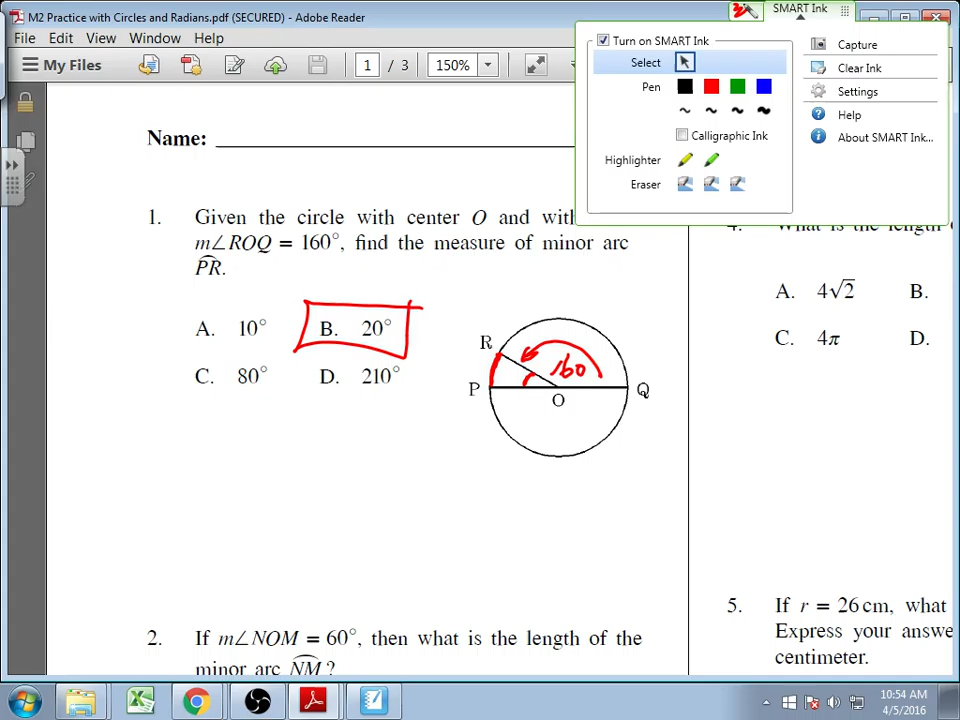 M2 Practice with Circles and Radians.pdf (SECURED) - Adobe Reader
SMART Ink
File Edit View Window Help
My Files
1 / 3
150%
Turn on SMART Ink
Select
Pen
Calligraphic Ink
Highlighter
Eraser
Capture
Clear Ink
Settings
Help
About SMART Ink...
Name:
1. Given the circle with center O and with
m∠ROQ = 160°, find the measure of minor arc
PR.
A. 10° B. 20°
C. 80° D. 210°
R
160
P
Q
O
2. If m∠NOM = 60°, then what is the length of the
minor arc NM?
What is the length
A. 4√2 B.
C. 4π D.
5. If r = 26 cm, what
Express your answe
centimeter.
10:54 AM
4/5/2016